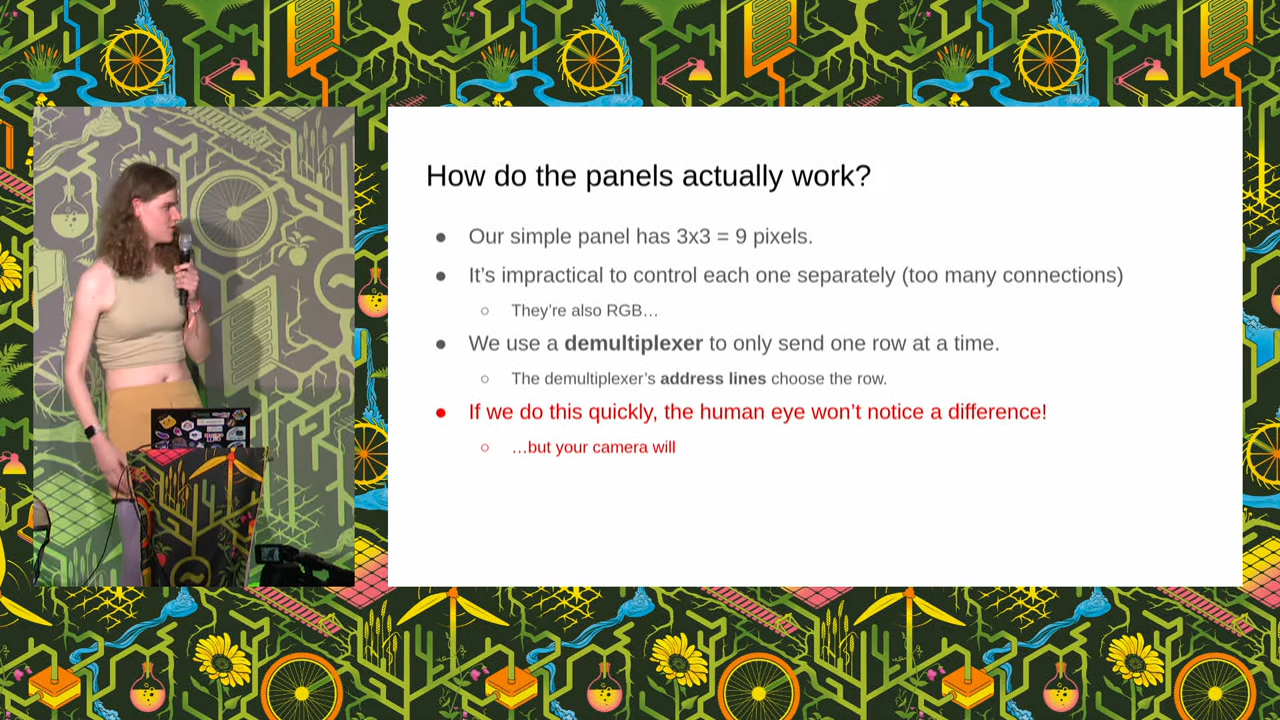 How do the panels actually work?
● Our simple panel has 3x3 = 9 pixels.
● It’s impractical to control each one separately (too many connections)
○ They’re also RGB…
● We use a demultiplexer to only send one row at a time.
○ The demultiplexer’s address lines choose the row.
● If we do this quickly, the human eye won’t notice a difference!
○ …but your camera will